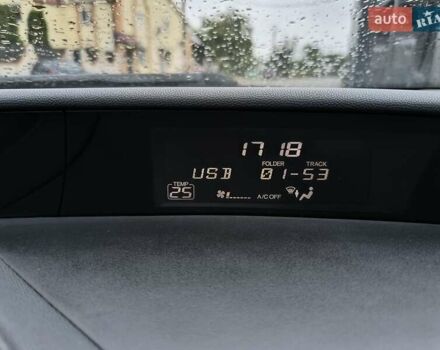 auto RIA
17 18
FOLDER TRACK
USB 01-53
TEMP
25 A/C OFF